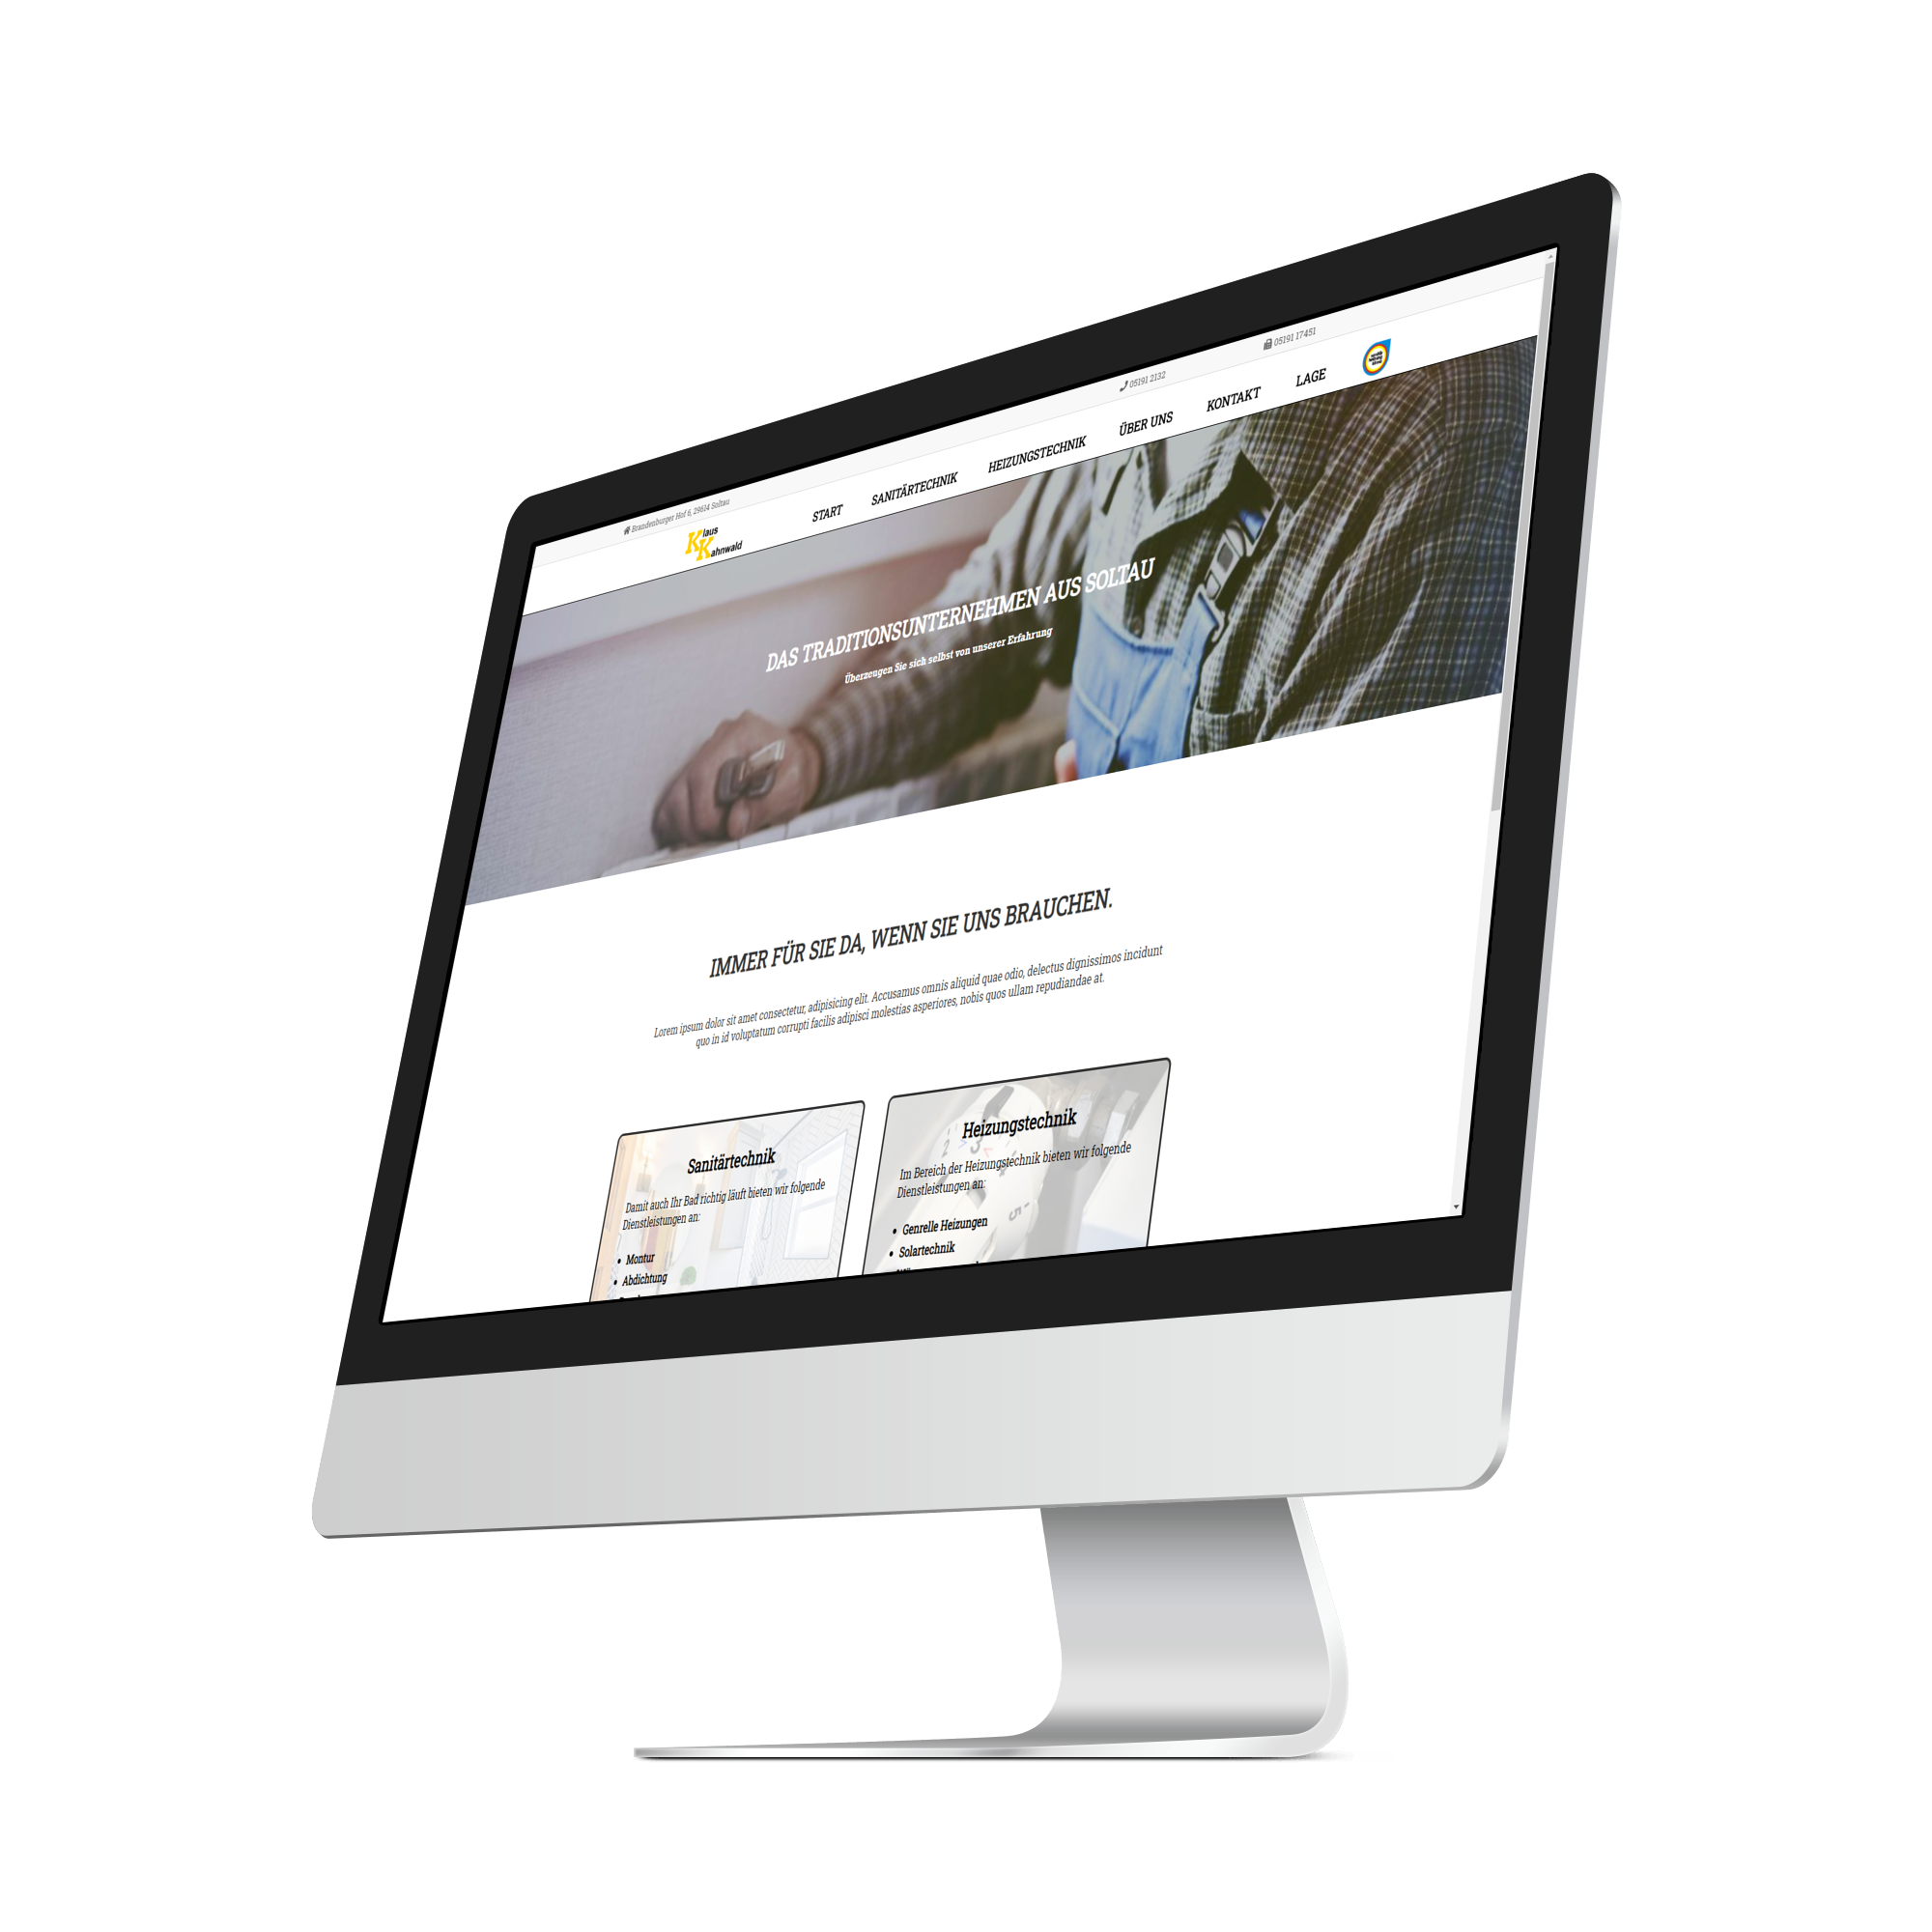 Brandenburger Hof 6, 29614 Soltau
05191 2132
05191 17451
Klaus
Kahnwald
START
SANITÄRTECHNIK
HEIZUNGSTECHNIK
ÜBER UNS
KONTAKT
LAGE
DAS TRADITIONSUNTERNEHMEN AUS SOLTAU
Überzeugen Sie sich selbst von unserer Erfahrung
IMMER FÜR SIE DA, WENN SIE UNS BRAUCHEN.
Lorem ipsum dolor sit amet consectetur, adipisicing elit. Accusamus omnis aliquid quae odio, delectus dignissimos incidunt
quo in id voluptatum corrupti facilis adipisci molestias asperiores, nobis quos ullam repudiandae at.
Sanitärtechnik
Damit auch Ihr Bad richtig läuft bieten wir folgende
Dienstleistungen an:
• Montur
• Abdichtung
Heizungstechnik
Im Bereich der Heizungstechnik bieten wir folgende
Dienstleistungen an:
• Genrelle Heizungen
• Solartechnik